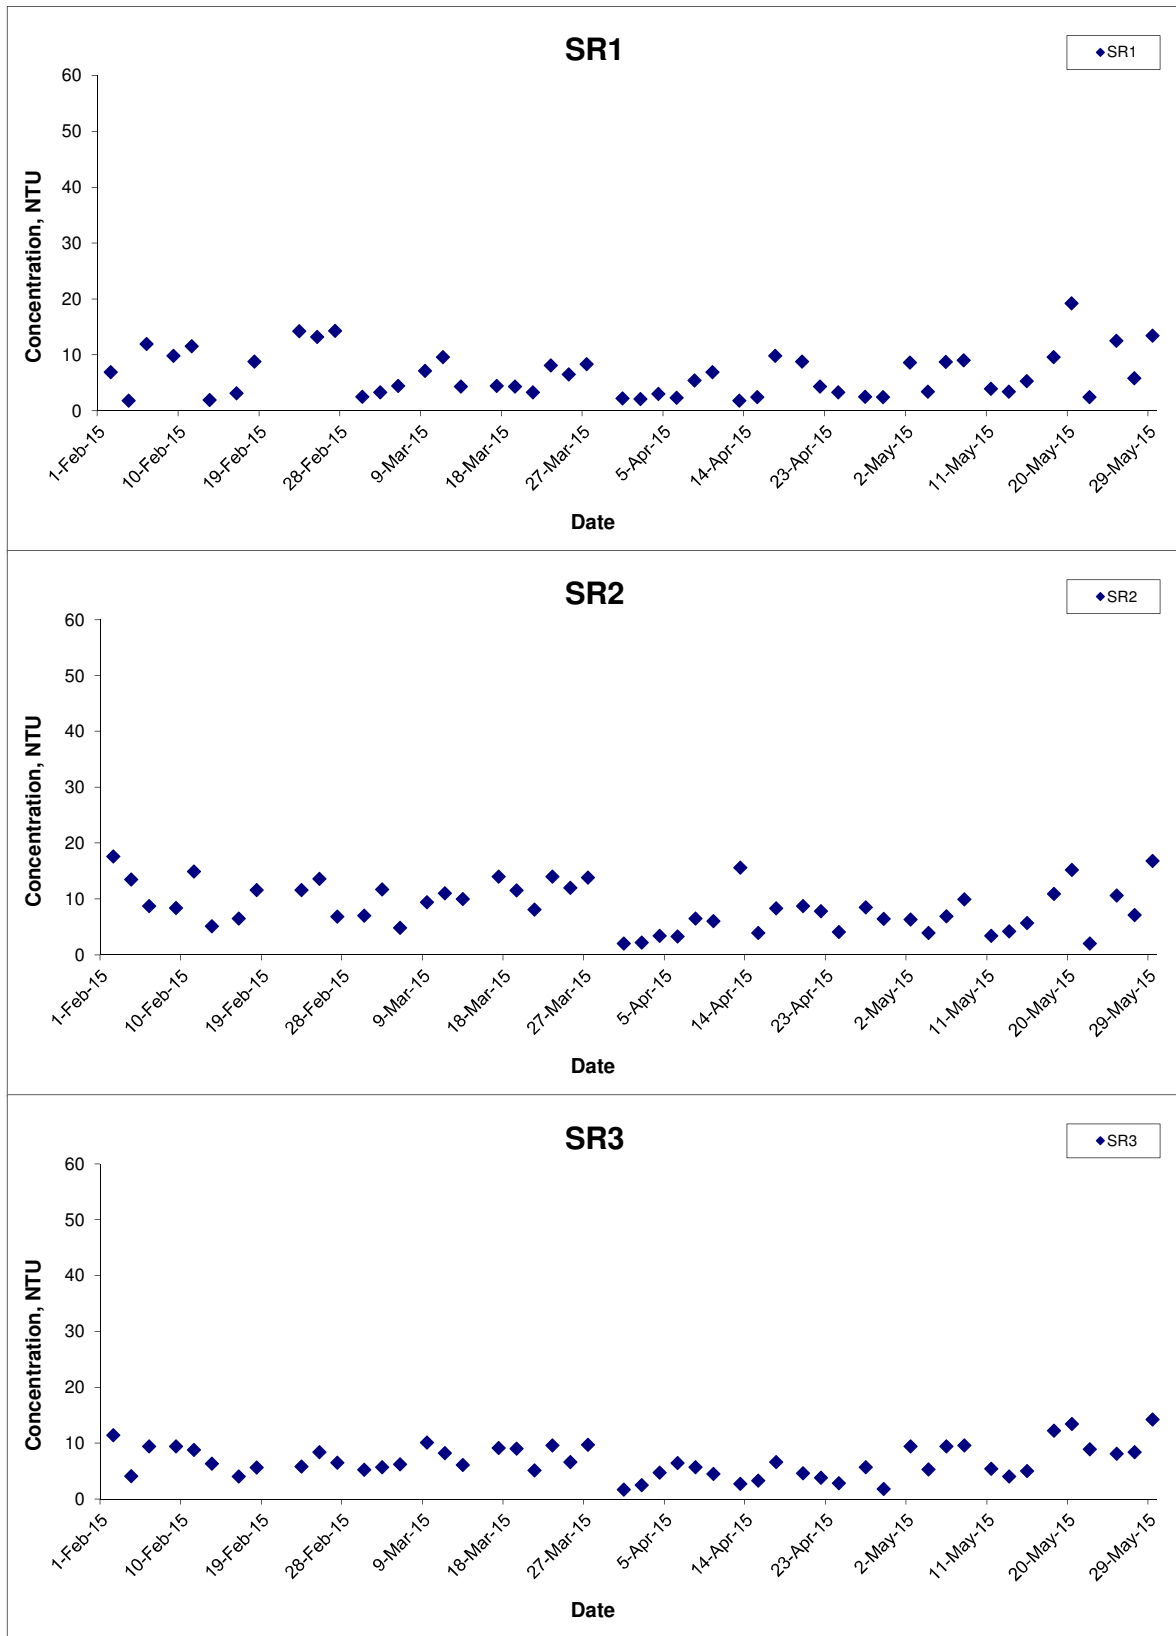 SR1
SR1
60
50
40
30
20
10
0
Concentration, NTU
1-Feb-15
10-Feb-15
19-Feb-15
28-Feb-15
9-Mar-15
18-Mar-15
27-Mar-15
5-Apr-15
14-Apr-15
23-Apr-15
2-May-15
11-May-15
20-May-15
29-May-15
Date
SR2
SR2
60
50
40
30
20
10
0
Concentration, NTU
1-Feb-15
10-Feb-15
19-Feb-15
28-Feb-15
9-Mar-15
18-Mar-15
27-Mar-15
5-Apr-15
14-Apr-15
23-Apr-15
2-May-15
11-May-15
20-May-15
29-May-15
Date
SR3
SR3
60
50
40
30
20
10
0
Concentration, NTU
1-Feb-15
10-Feb-15
19-Feb-15
28-Feb-15
9-Mar-15
18-Mar-15
27-Mar-15
5-Apr-15
14-Apr-15
23-Apr-15
2-May-15
11-May-15
20-May-15
29-May-15
Date